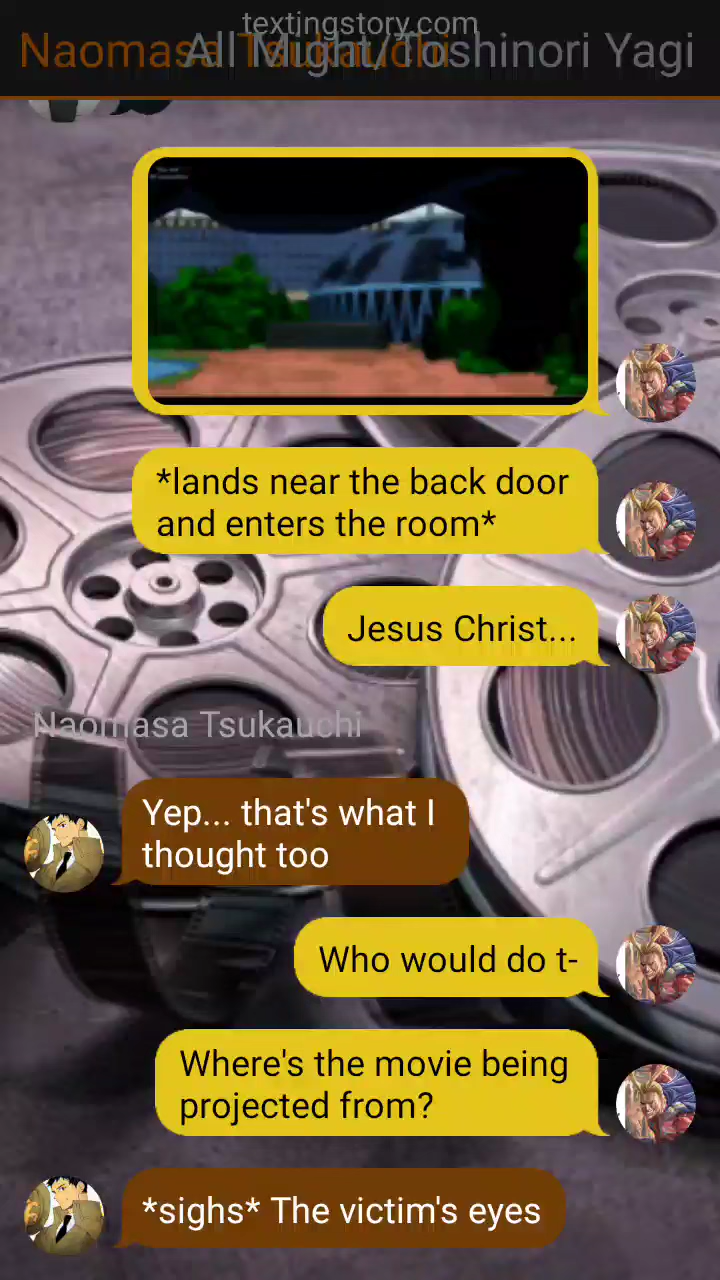 textingstory.com
Naomasa Tsukauchi
All Might/Toshinori Yagi
*lands near the back door
and enters the room*
Jesus Christ...
Naomasa Tsukauchi
Yep... that's what I
thought too
Who would do t-
Where's the movie being
projected from?
*sighs* The victim's eyes